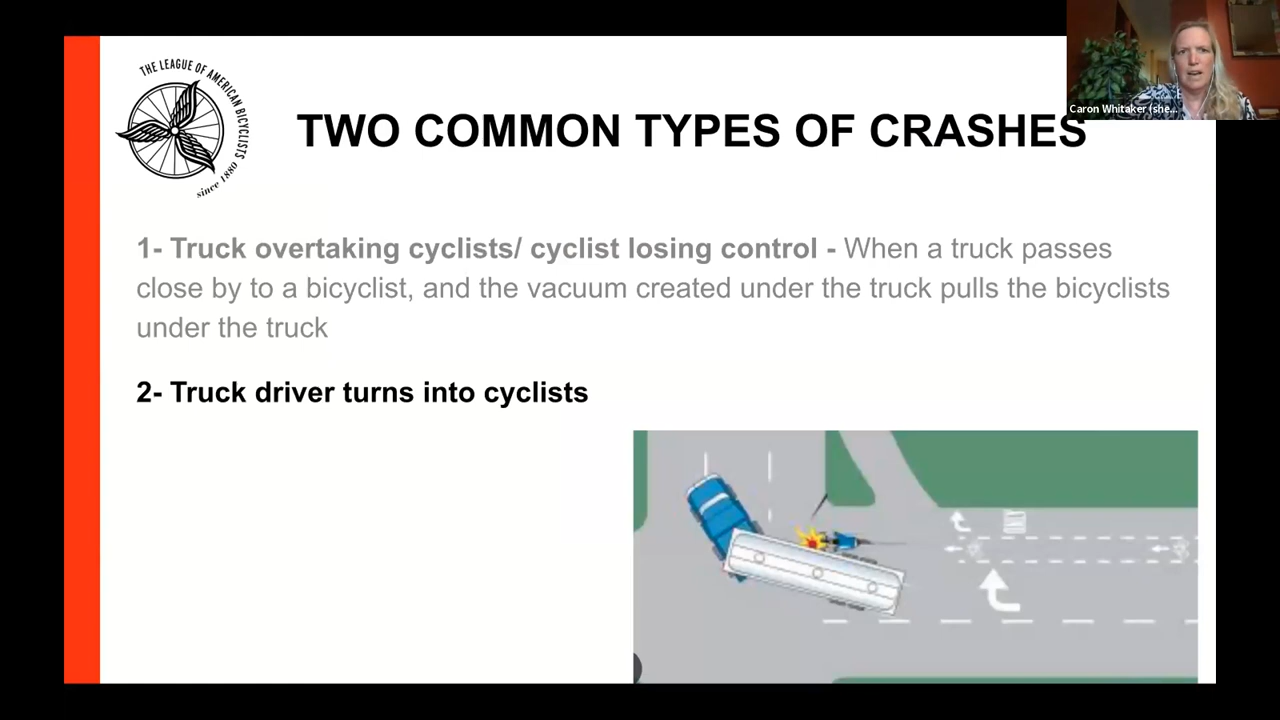 THE LEAGUE OF AMERICAN BICYCLISTS
since 1880
Caron Whitaker (she...
TWO COMMON TYPES OF CRASHES
1- Truck overtaking cyclists/ cyclist losing control - When a truck passes
close by to a bicyclist, and the vacuum created under the truck pulls the bicyclists
under the truck
2- Truck driver turns into cyclists